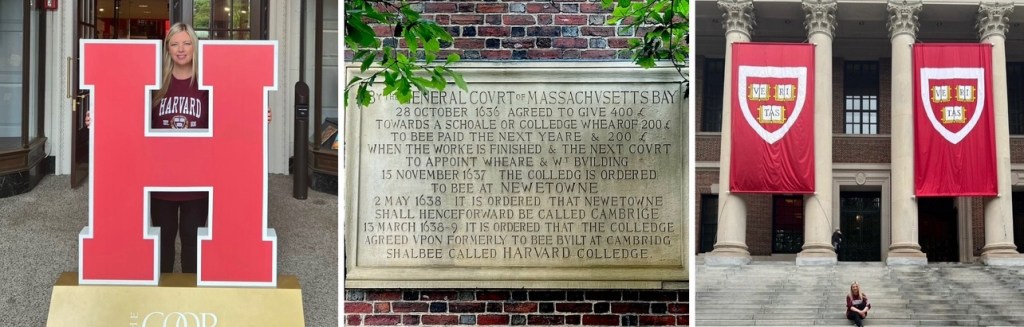 H
HARVARD
THE
COOP
BY THE GENERAL COURT OF MASSACHVSETTS BAY
28 OCTOBER 1636 AGREED TO GIVE 400 £
TOWARDS A SCHOALE OR COLLEDGE WHEAROF 200 £
TO BEE PAID THE NEXT YEARE & 200 £
WHEN THE WORKE IS FINISHED & THE NEXT COURT
TO APPOINT WHEARE & WT BVILDING
15 NOVEMBER 1637 THE COLLEDG IS ORDERED
TO BEE AT NEWETOWNE
2 MAY 1638 IT IS ORDERED THAT NEWETOWNE
SHALL HENCEFORWARD BE CALLED CAMBRIGE
13 MARCH 1638-9 IT IS ORDERED THAT THE COLLEDGE
AGREED VPON FORMERLY TO BEE BVILT AT CAMBRIDG
SHALBEE CALLED HARVARD COLLEDGE
VE RI
TAS
VE RI
TAS